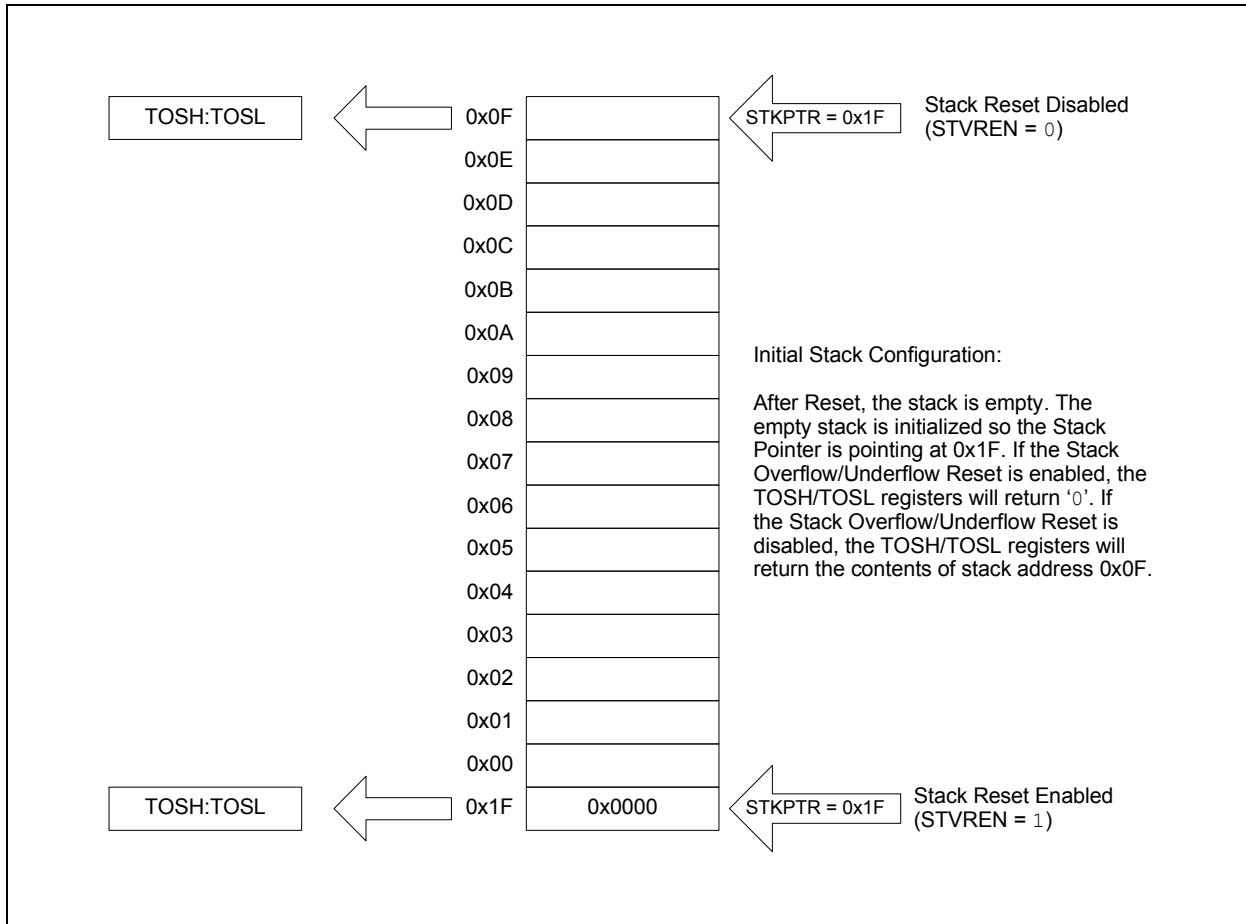 TOSH:TOSL
0x0F
STKPTR = 0x1F
Stack Reset Disabled
(STVREN = 0)
0x0E
0x0D
0x0C
0x0B
0x0A
0x09
0x08
0x07
0x06
0x05
0x04
0x03
0x02
0x01
0x00
Initial Stack Configuration:
After Reset, the stack is empty. The
empty stack is initialized so the Stack
Pointer is pointing at 0x1F. If the Stack
Overflow/Underflow Reset is enabled, the
TOSH/TOSL registers will return ‘0’. If
the Stack Overflow/Underflow Reset is
disabled, the TOSH/TOSL registers will
return the contents of stack address 0x0F.
TOSH:TOSL
0x1F
0x0000
STKPTR = 0x1F
Stack Reset Enabled
(STVREN = 1)